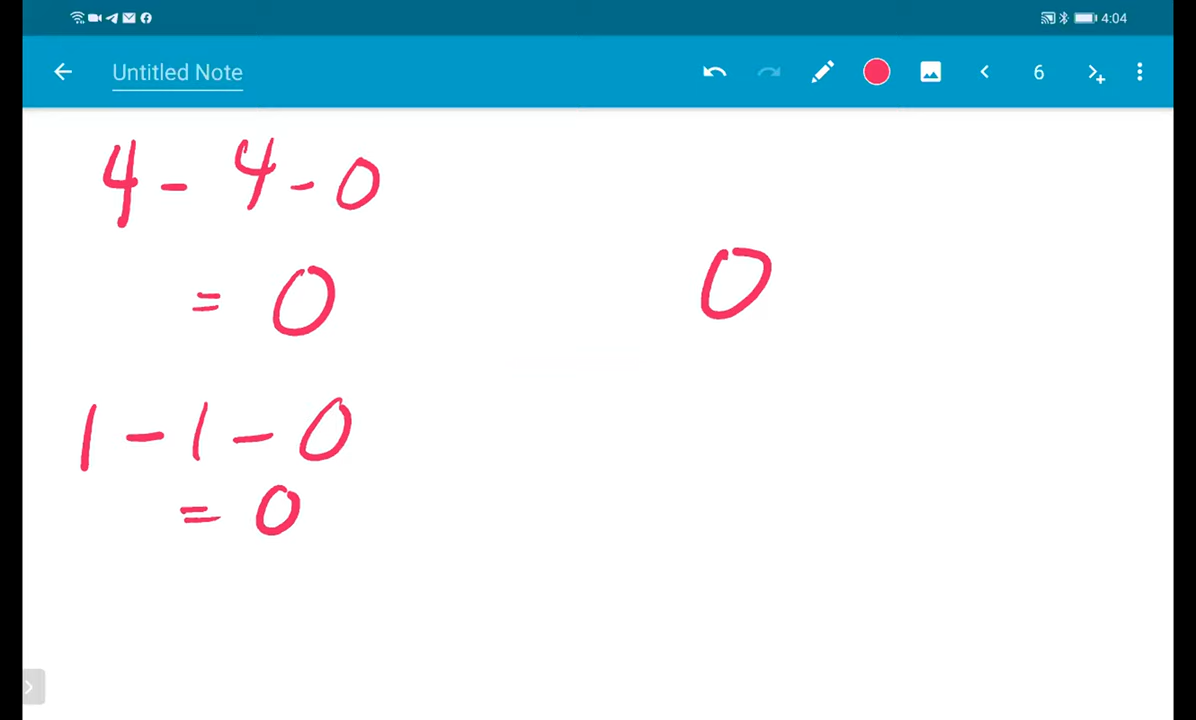 4:04
Untitled Note
6
4 - 4 - 0
= 0
0
1 - 1 - 0
= 0